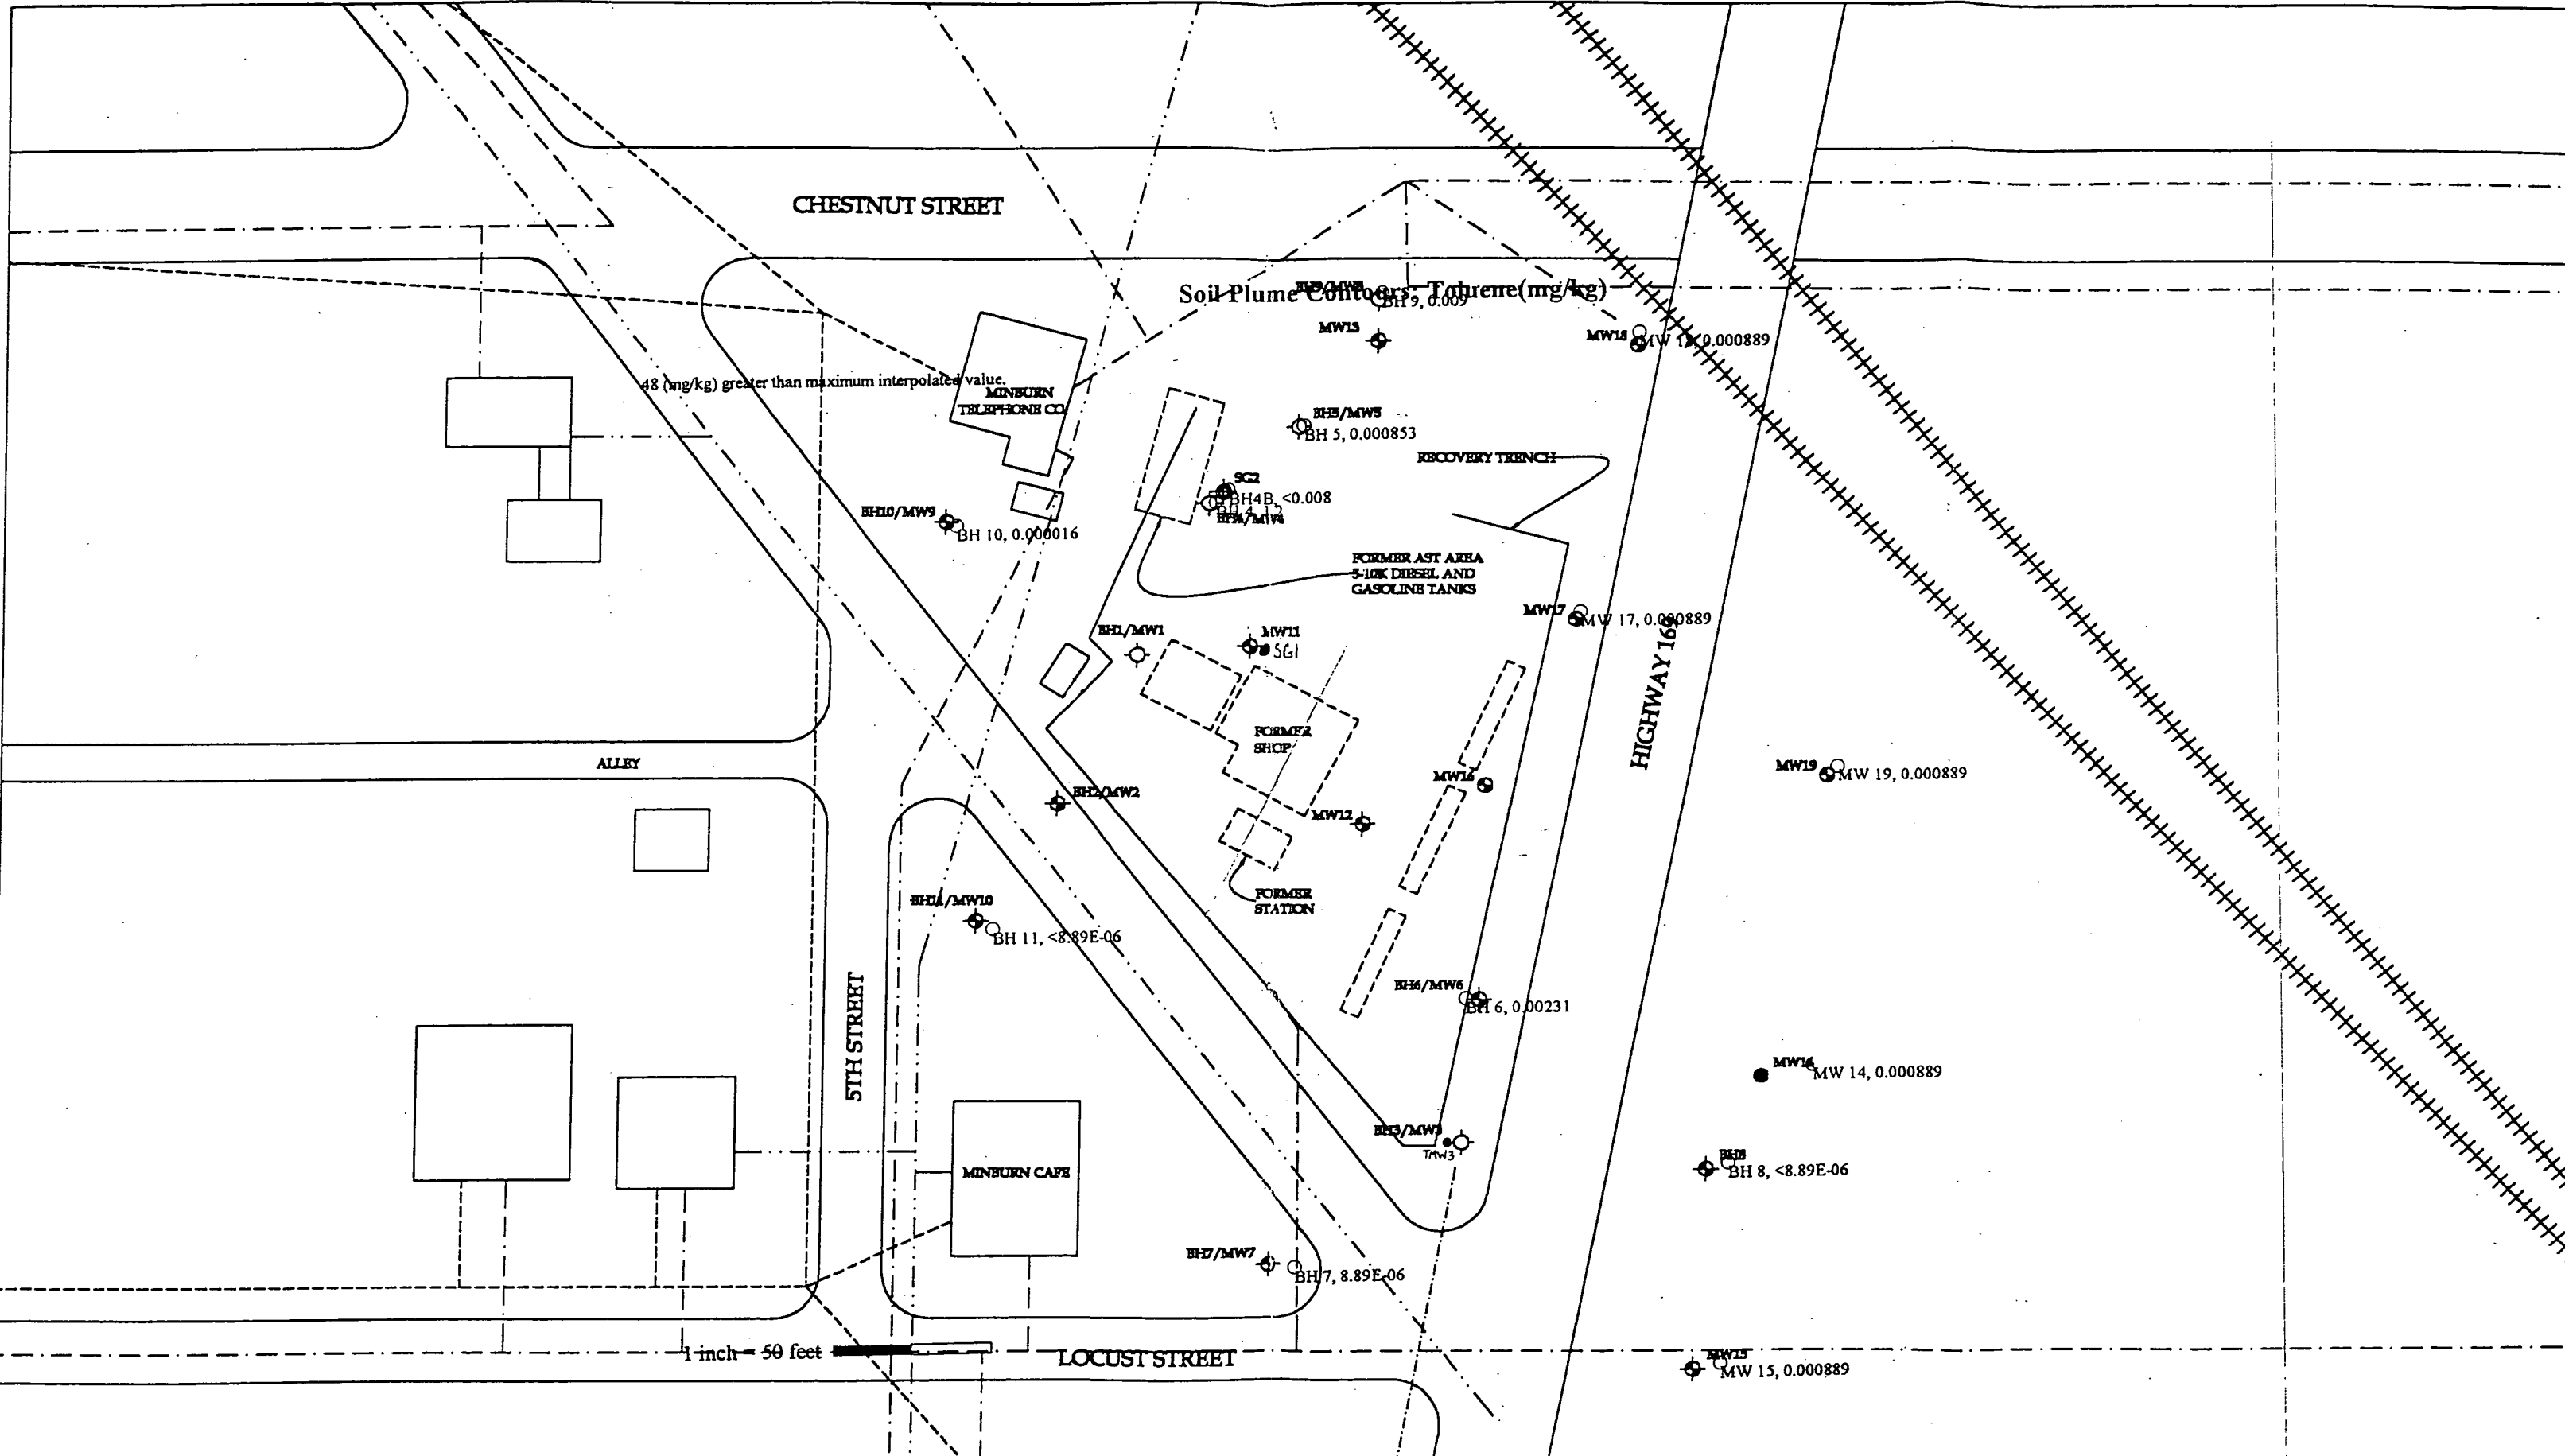 CHESTNUT STREET
Soil Plume Contours: Toluene(mg/kg)
BH 9, 0.009
MW13
MW18
0.000889
48 (mg/kg) greater than maximum interpolated value.
MINBURN
TELEPHONE CO
BH5/MW5
BH 5, 0.000853
RECOVERY TRENCH
SG2
BH4B, <0.008
BH 4, 12
BH4/MW4
BH10/MW9
BH 10, 0.000016
FORMER AST AREA
5-10K DIESEL AND
GASOLINE TANKS
MW17
MW 17, 0.000889
BH1/MW1
MW11
SG1
HIGHWAY 169
FORMER
SHOP
ALLEY
MW19
MW 19, 0.000889
MW16
BH2/MW2
MW12
FORMER
STATION
BH11/MW10
BH 11, <8.89E-06
5TH STREET
BH6/MW6
BH 6, 0.00231
MW 14, 0.000889
BH3/MW3
TMW3
BH8
BH 8, <8.89E-06
MINBURN CAFE
BH7/MW7
BH 7, 8.89E-06
1 inch = 50 feet
LOCUST STREET
MW15
MW 15, 0.000889